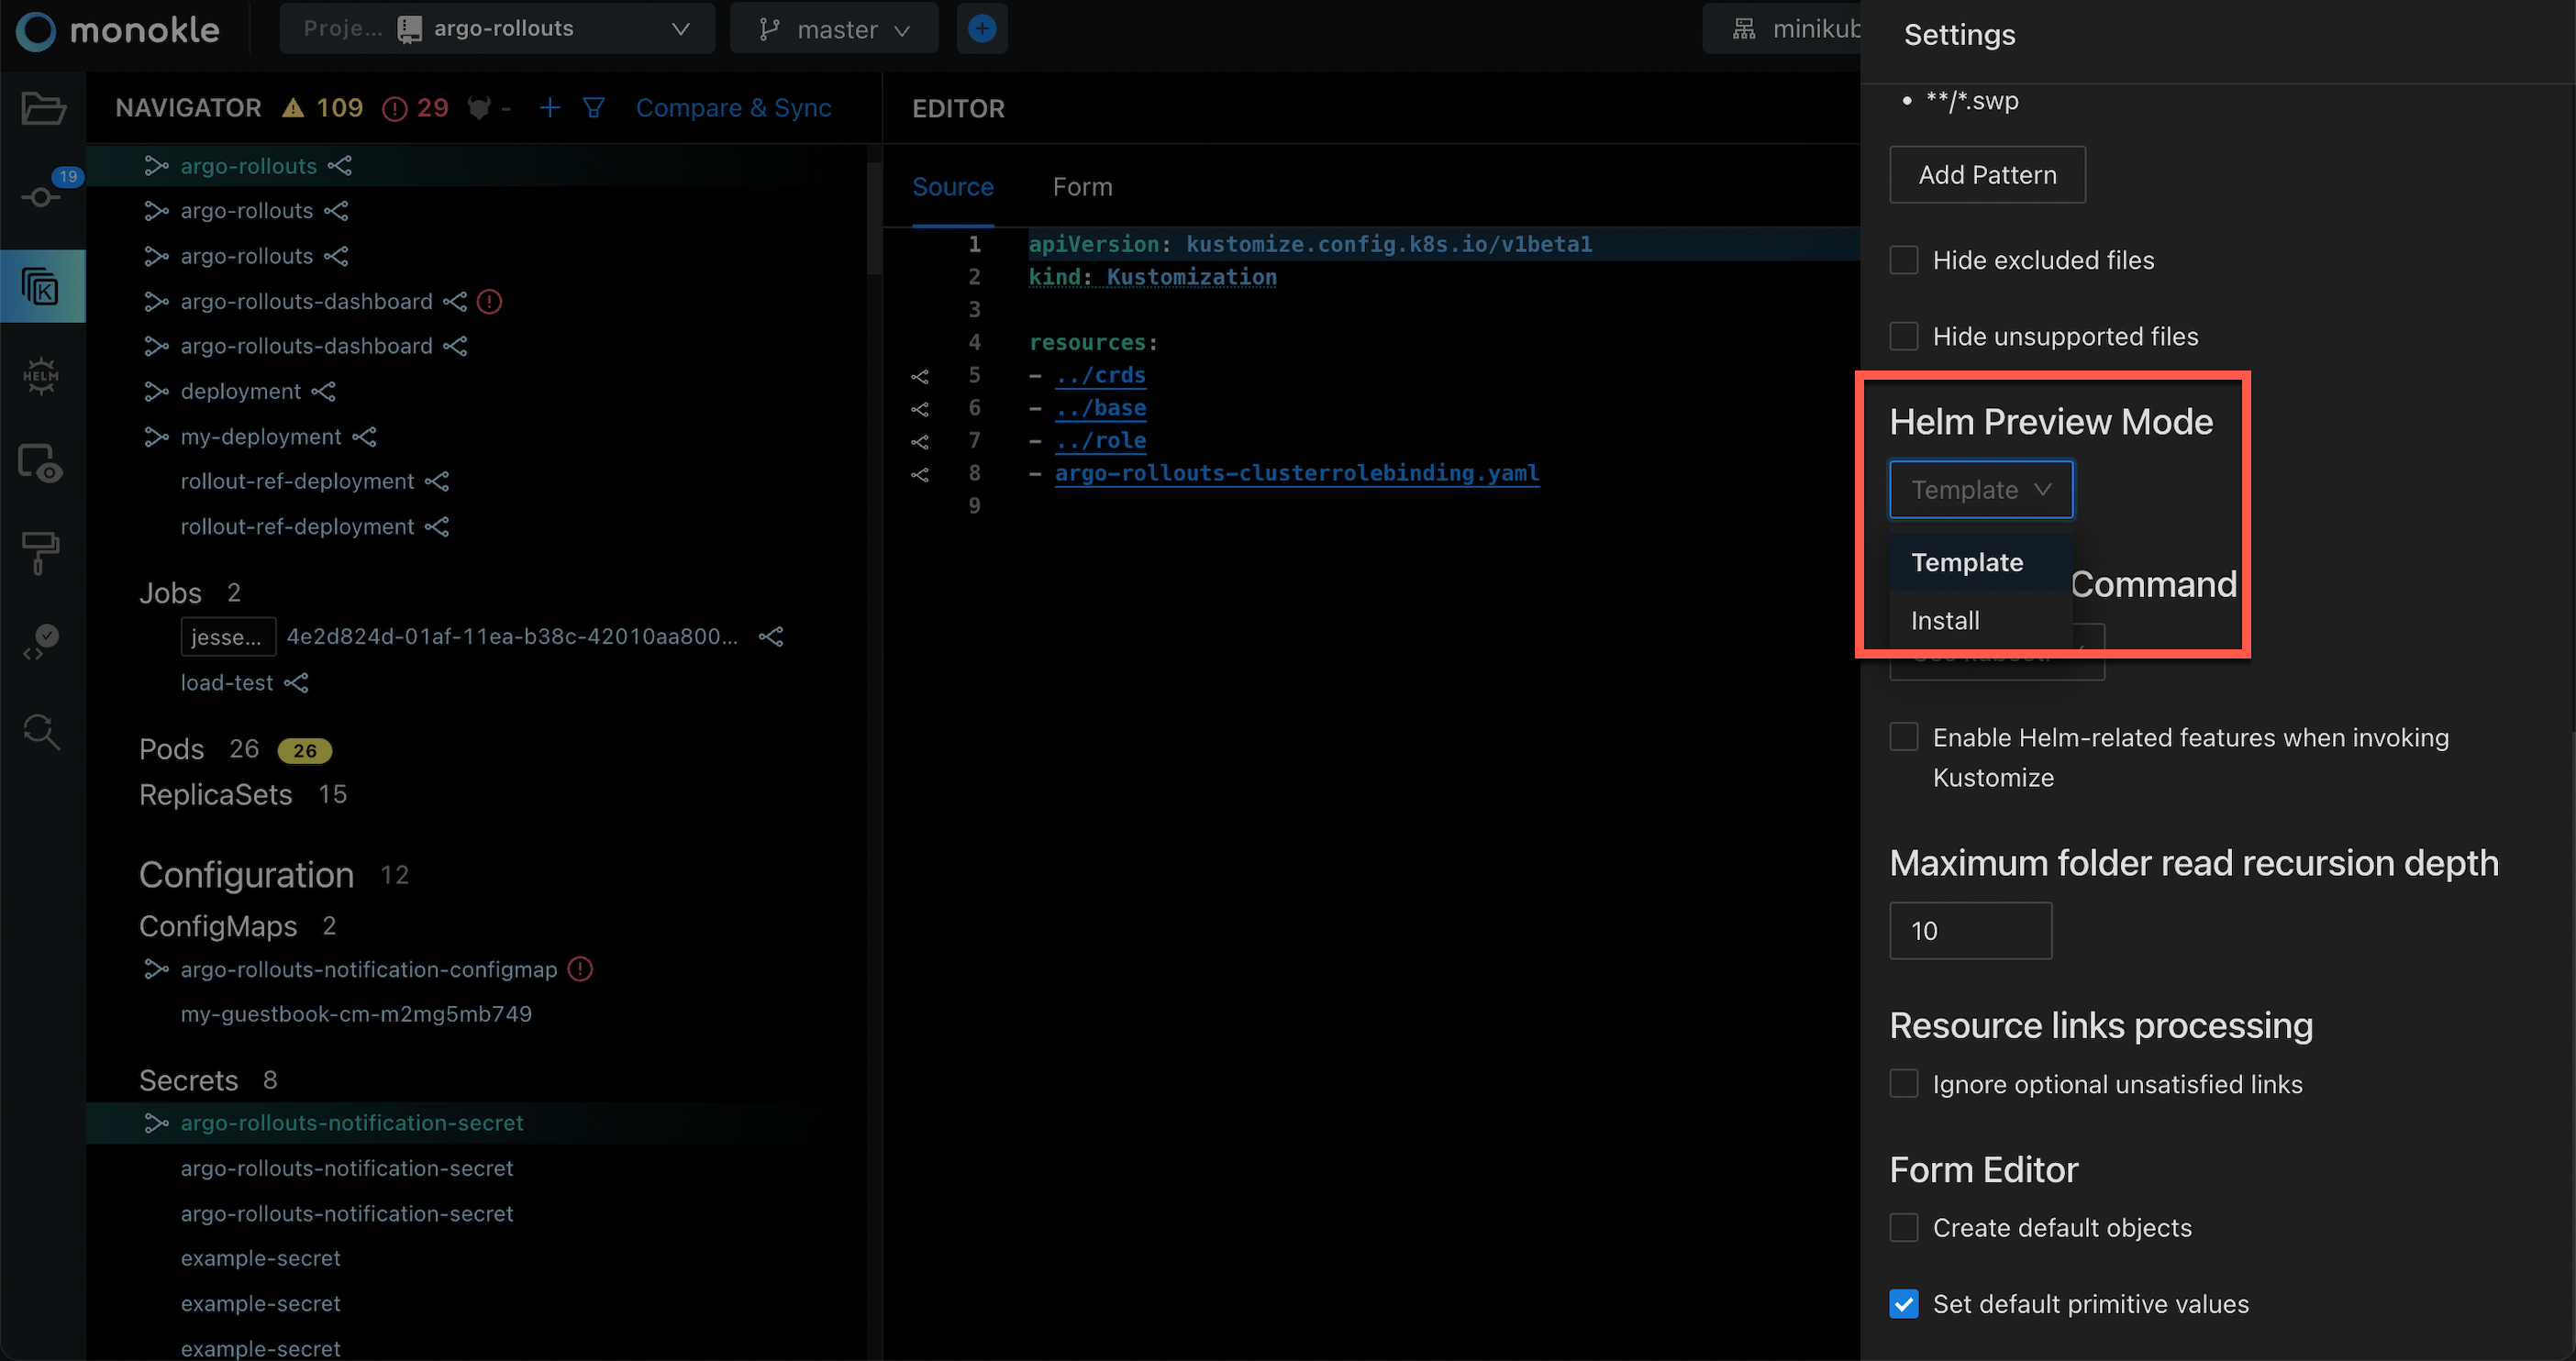 monokle
Proje... argo-rollouts
master
minikub
Settings
19
NAVIGATOR 109 29 - Compare & Sync
argo-rollouts
argo-rollouts
argo-rollouts
argo-rollouts-dashboard
argo-rollouts-dashboard
deployment
my-deployment
rollout-ref-deployment
rollout-ref-deployment
Jobs 2
jesse... 4e2d824d-01af-11ea-b38c-42010aa800...
load-test
Pods 26 26
ReplicaSets 15
Configuration 12
ConfigMaps 2
argo-rollouts-notification-configmap
my-guestbook-cm-m2mg5mb749
Secrets 8
argo-rollouts-notification-secret
argo-rollouts-notification-secret
argo-rollouts-notification-secret
example-secret
example-secret
example-secret
HELM
EDITOR
Source Form
1 apiVersion: kustomize.config.k8s.io/v1beta1
2 kind: Kustomization
3
4 resources:
5 - ../crds
6 - ../base
7 - ../role
8 - argo-rollouts-clusterrolebinding.yaml
9
• **/*.swp
Add Pattern
Hide excluded files
Hide unsupported files
Helm Preview Mode
Template
Template
Command
Install
Enable Helm-related features when invoking
Kustomize
Maximum folder read recursion depth
10
Resource links processing
Ignore optional unsatisfied links
Form Editor
Create default objects
Set default primitive values